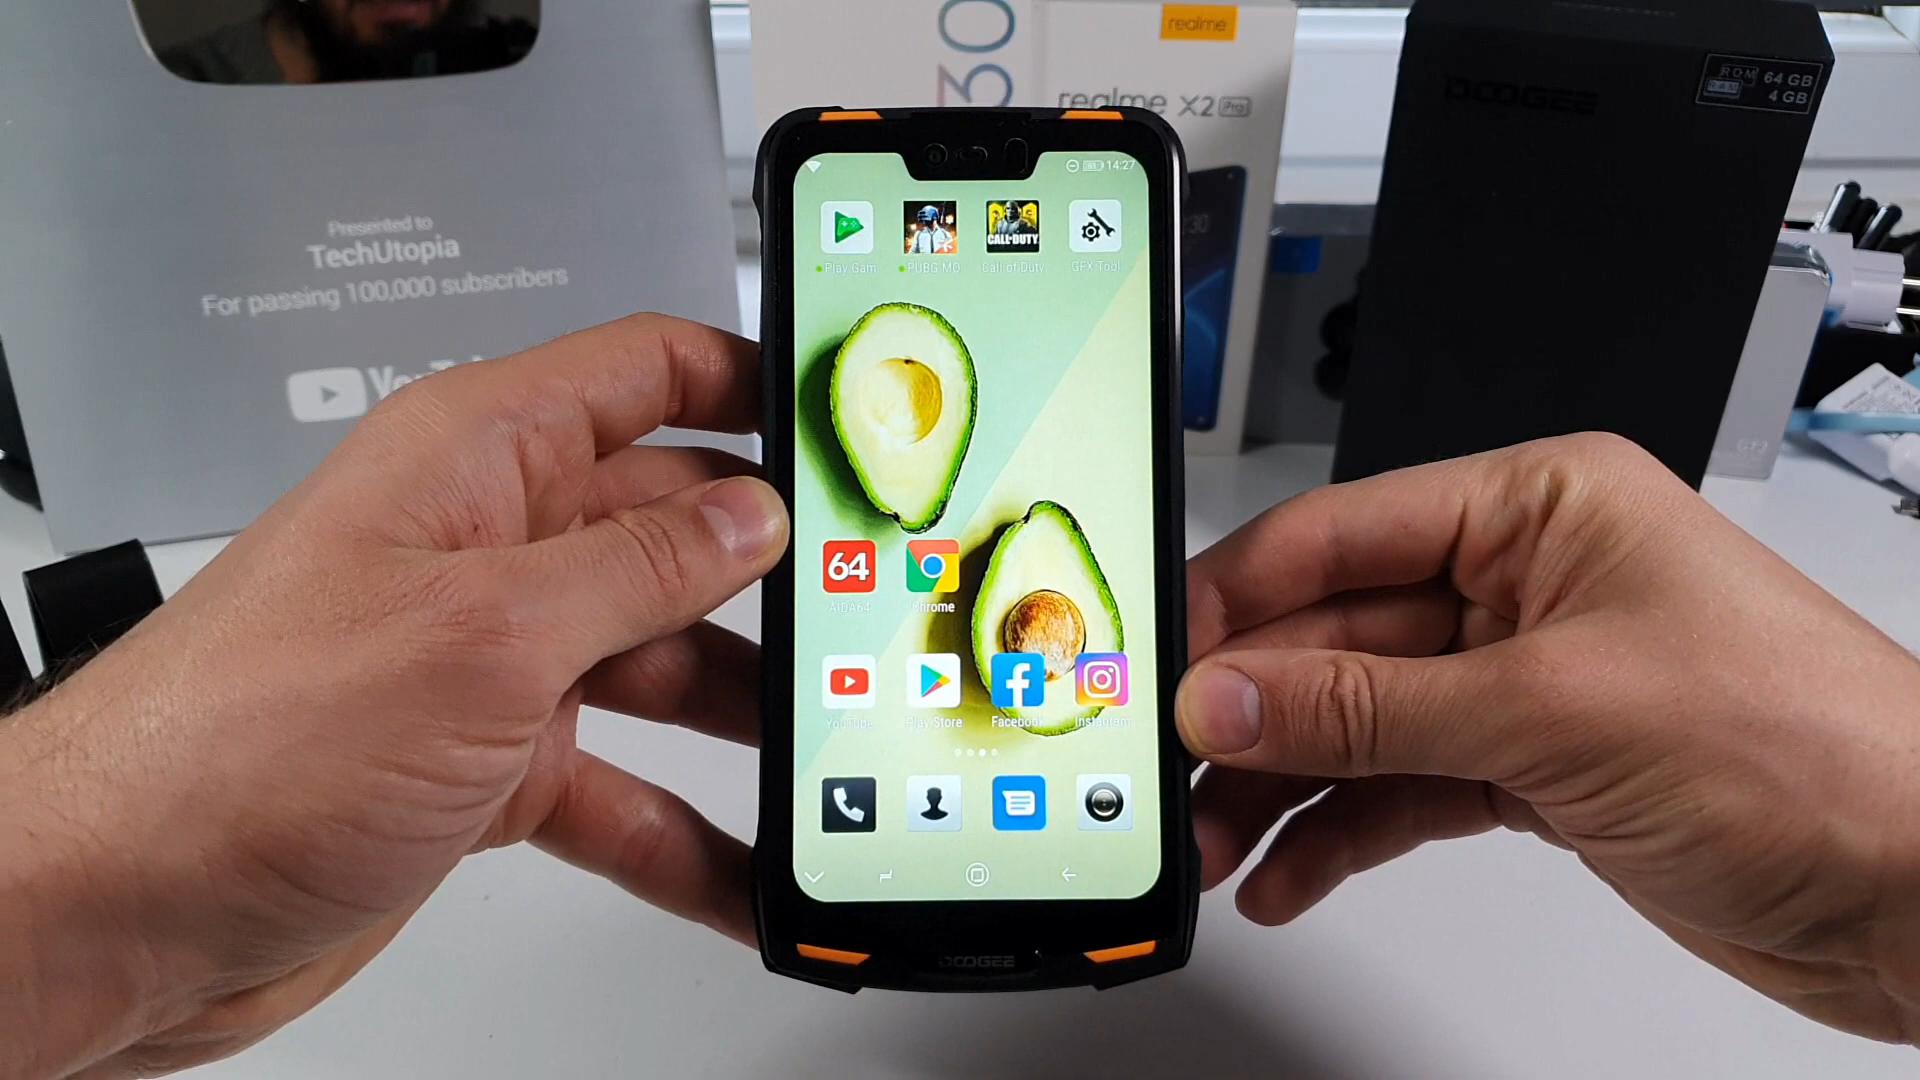 Presented to
TechUtopia
For passing 100,000 subscribers
30
realme
realme X2 Pro
DOOGEE
ROM 64 GB
RAM 4 GB
14:27
CALL·DUTY
Play Gam
PUBG MO
Call of Duty
GFX Tool
64
AIDA64
Chrome
YouTube
Play Store
Facebook
Instagram
DOOGEE